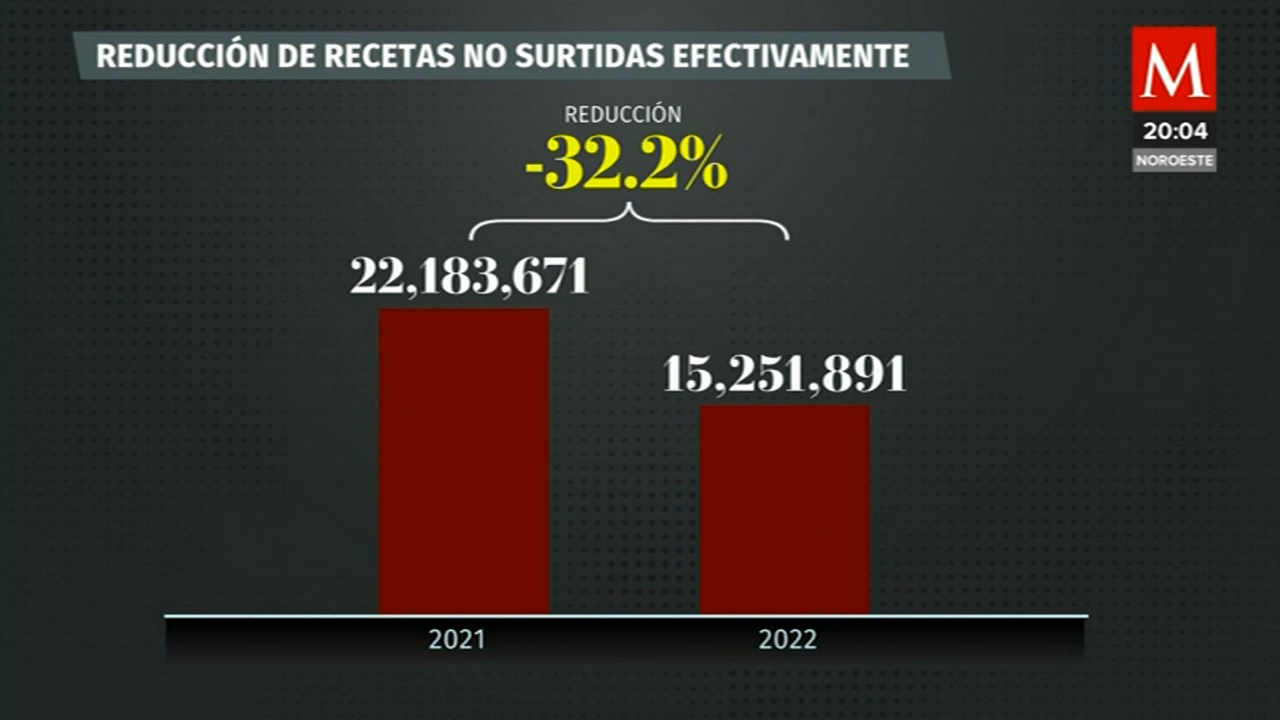 REDUCCIÓN DE RECETAS NO SURTIDAS EFECTIVAMENTE
M
20:04
NOROESTE
REDUCCIÓN
-32.2%
22,183,671
15,251,891
2021
2022